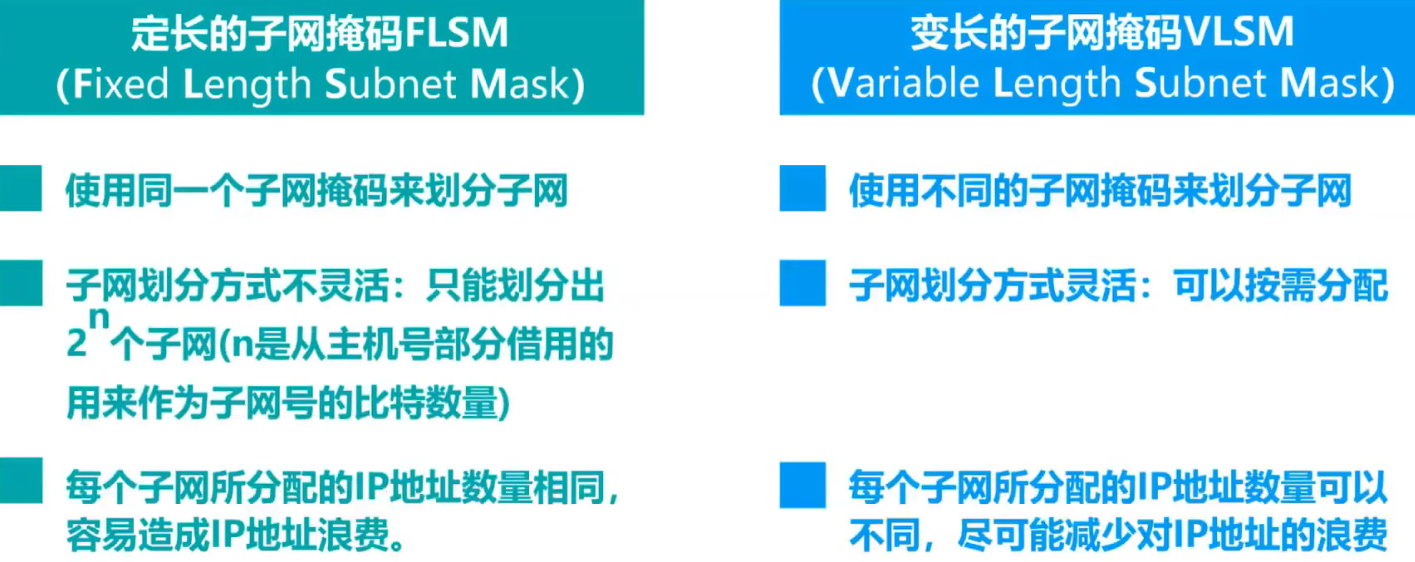 定长的子网掩码FLSM
(Fixed Length Subnet Mask)
使用同一个子网掩码来划分子网
子网划分方式不灵活：只能划分出
2^n个子网(n是从主机号部分借用的
用来作为子网号的比特数量)
每个子网所分配的IP地址数量相同，
容易造成IP地址浪费。
变长的子网掩码VLSM
(Variable Length Subnet Mask)
使用不同的子网掩码来划分子网
子网划分方式灵活：可以按需分配
每个子网所分配的IP地址数量可以
不同，尽可能减少对IP地址的浪费